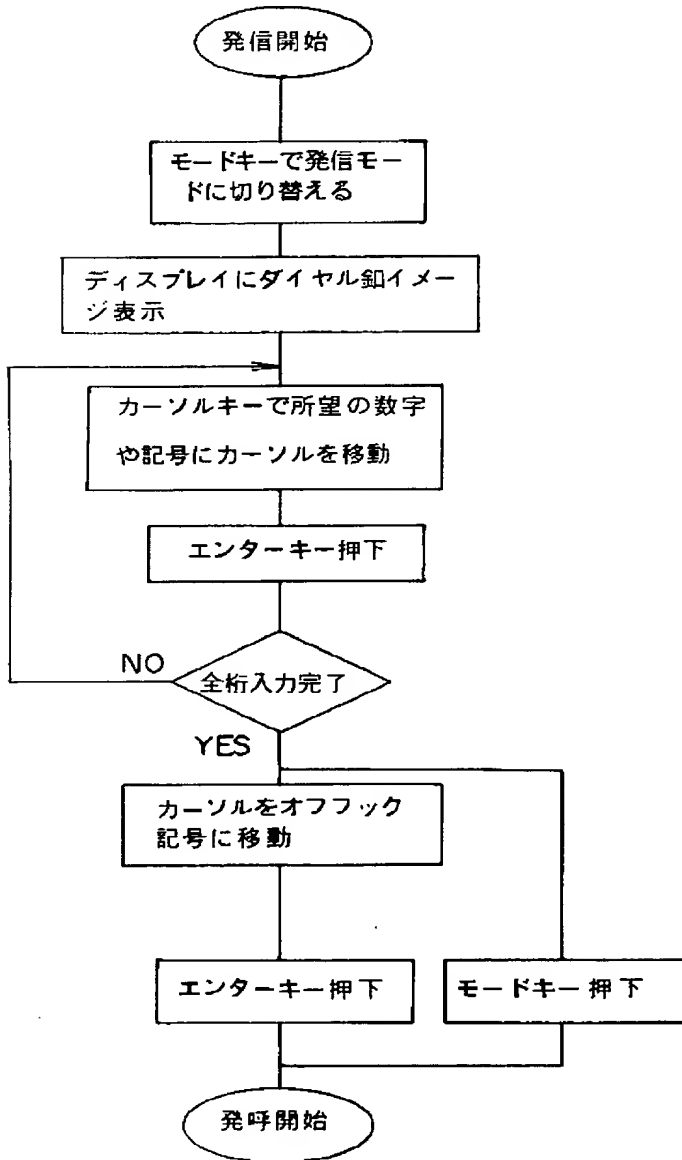 発信開始
モードキーで発信モー
ドに切り替える
ディスプレイにダイヤル釦イメー
ジ表示
カーソルキーで所望の数字
や記号にカーソルを移動
エンターキー押下
NO
全桁入力完了
YES
カーソルをオフフック
記号に移動
エンターキー押下
モードキー押下
発呼開始